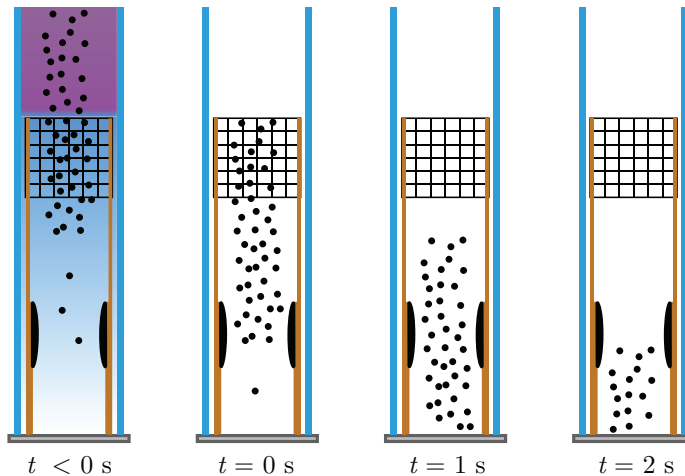 t < 0 s
t = 0 s
t = 1 s
t = 2 s